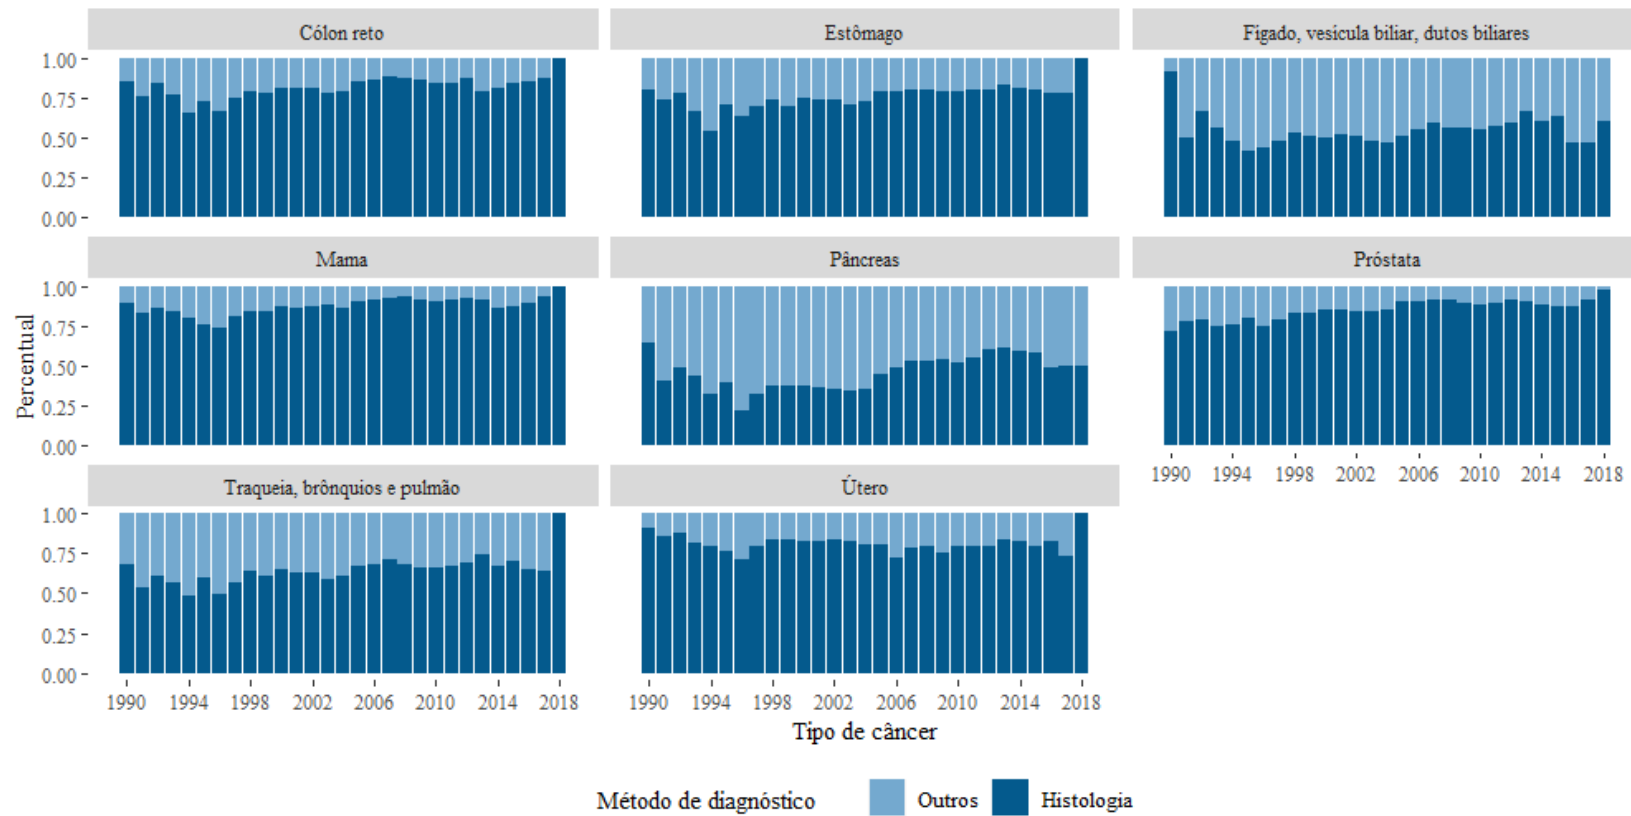 Cólon reto
Estômago
Fígado, vesícula biliar, dutos biliares
1.00
0.75
0.50
0.25
0.00
Mama
Pâncreas
Próstata
Percentual
1.00
0.75
0.50
0.25
0.00
1990 1994 1998 2002 2006 2010 2014 2018
Traqueia, brônquios e pulmão
Útero
1.00
0.75
0.50
0.25
0.00
1990 1994 1998 2002 2006 2010 2014 2018
1990 1994 1998 2002 2006 2010 2014 2018
Tipo de câncer
Método de diagnóstico Outros Histologia